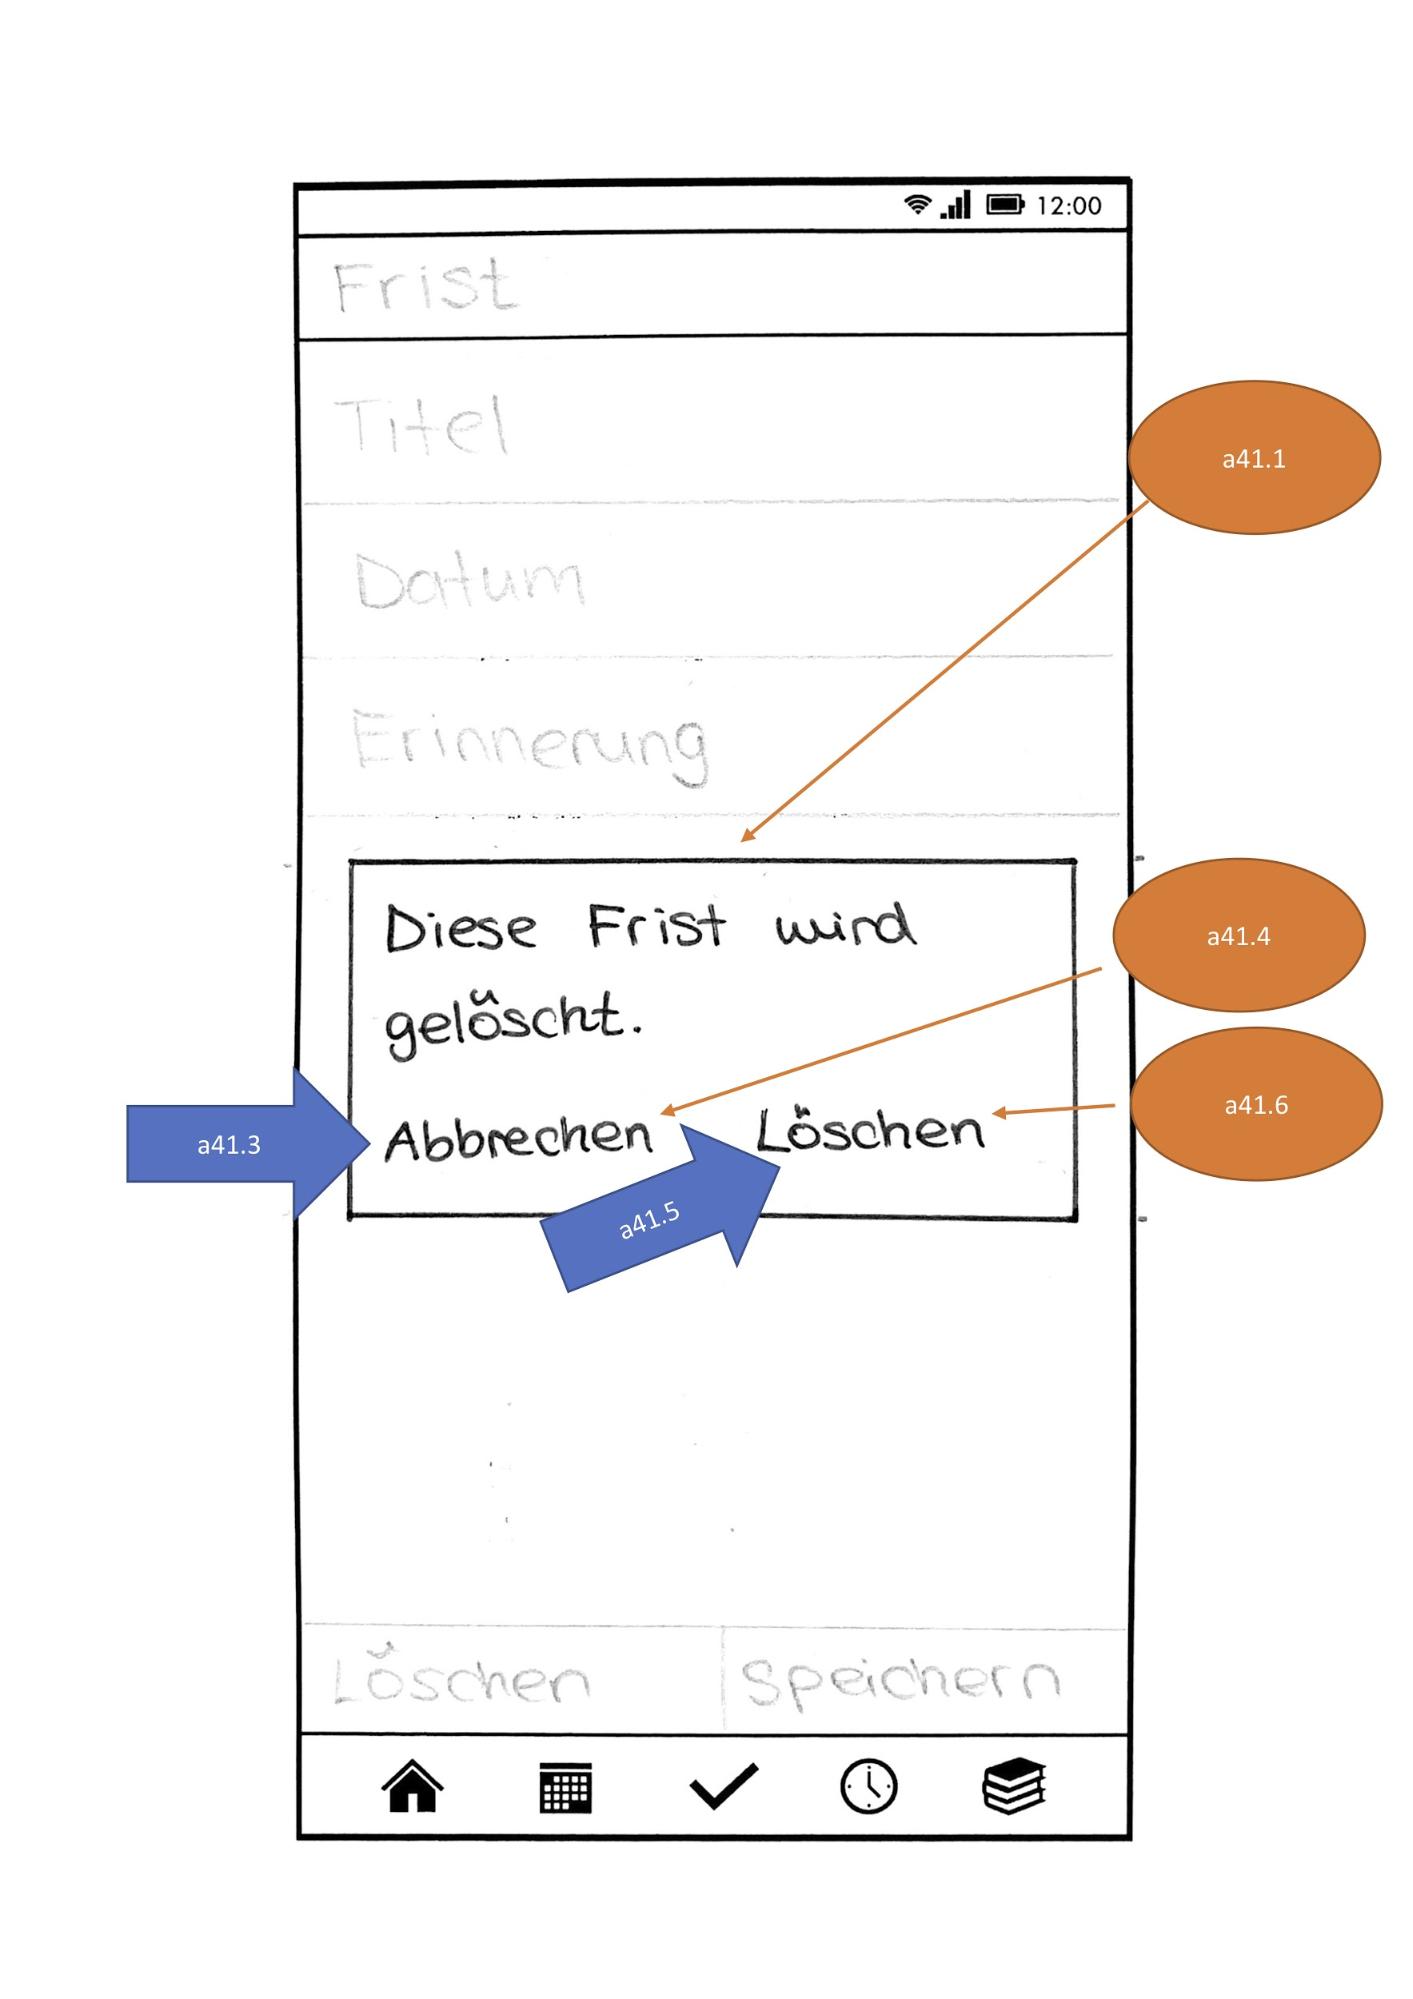 12:00
Frist
Titel
a41.1
Datum
Erinnerung
Diese Frist wird
a41.4
gelöscht.
a41.3
Abbrechen
Löschen
a41.6
a41.5
Löschen
Speichern